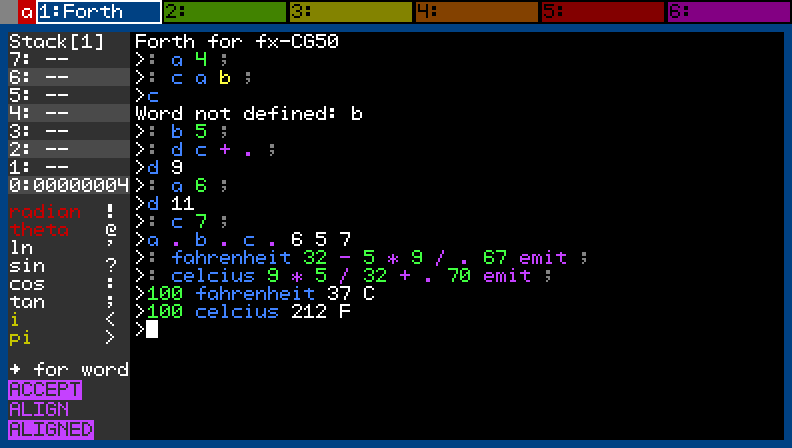 a 1:Forth 2: 3: 4: 5: 6:
Stack[1]
7: --
6: --
5: --
4: --
3: --
2: --
1: --
0:00000004
radian !
theta @
ln '
sin ?
cos :
tan ;
i <
pi >
→ for word
ACCEPT
ALIGN
ALIGNED
Forth for fx-CG50
>: a 4 ;
>: c a b ;
>c
Word not defined: b
>: b 5 ;
>: d c + . ;
>d 9
>: a 6 ;
>d 11
>: c 7 ;
>a . b . c . 6 5 7
>: fahrenheit 32 - 5 * 9 / . 67 emit ;
>: celcius 9 * 5 / 32 + . 70 emit ;
>100 fahrenheit 37 C
>100 celcius 212 F
>